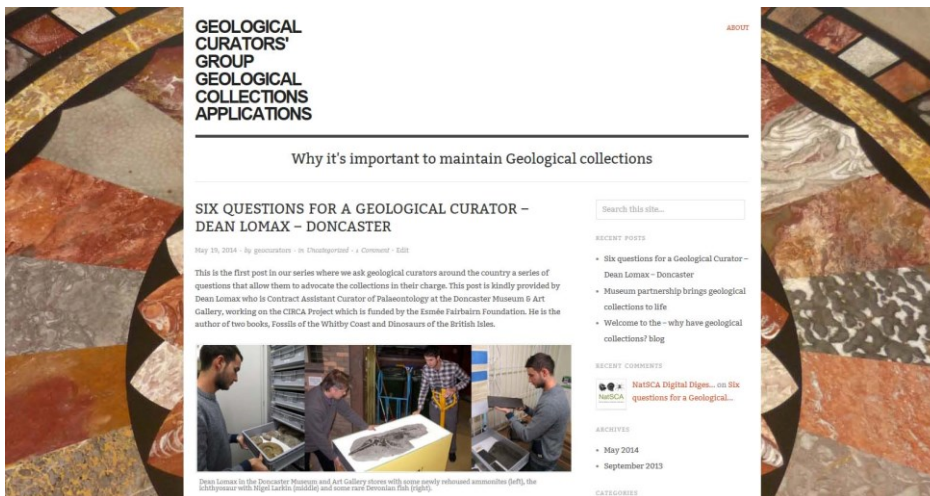 GEOLOGICAL
CURATORS'
GROUP
GEOLOGICAL
COLLECTIONS
APPLICATIONS
ABOUT
Why it's important to maintain Geological collections
SIX QUESTIONS FOR A GEOLOGICAL CURATOR –
DEAN LOMAX – DONCASTER
May 19, 2014 · by geocurators · in Uncategorized · 1 Comment · Edit
This is the first post in our series where we ask geological curators around the country a series of
questions that allow them to advocate the collections in their charge. This post is kindly provided by
Dean Lomax who is Contract Assistant Curator of Palaeontology at the Doncaster Museum & Art
Gallery, working on the CIRCA Project which is funded by the Esmée Fairbairn Foundation. He is the
author of two books, Fossils of the Whitby Coast and Dinosaurs of the British Isles.
Dean Lomax in the Doncaster Museum and Art Gallery stores with some newly rehoused ammonites (left), the
ichthyosaur with Nigel Larkin (middle) and some rare Devonian fish (right).
Search this site...
RECENT POSTS
Six questions for a Geological Curator –
Dean Lomax – Doncaster
Museum partnership brings geological
collections to life
Welcome to the – why have geological
collections? blog
RECENT COMMENTS
NatSCA
NatSCA Digital Diges... on Six
questions for a Geological...
ARCHIVES
May 2014
September 2013
CATEGORIES